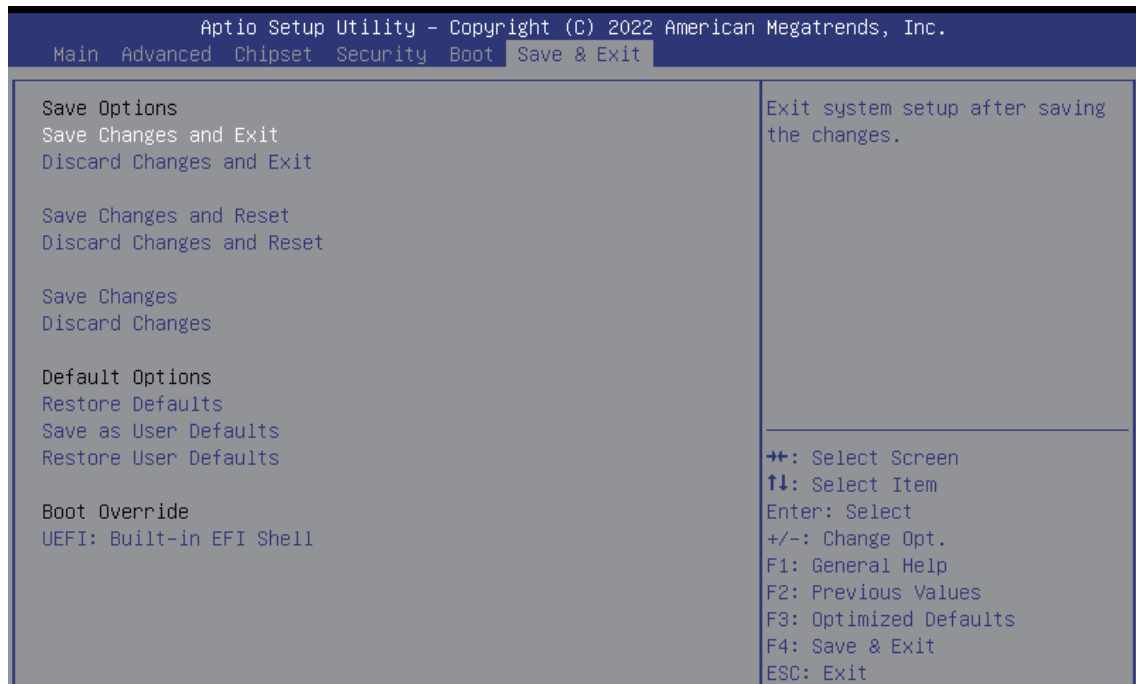 Aptio Setup Utility – Copyright (C) 2022 American Megatrends, Inc.
Main Advanced Chipset Security Boot Save & Exit
Save Options
Save Changes and Exit
Discard Changes and Exit
Save Changes and Reset
Discard Changes and Reset
Save Changes
Discard Changes
Default Options
Restore Defaults
Save as User Defaults
Restore User Defaults
Boot Override
UEFI: Built-in EFI Shell
Exit system setup after saving
the changes.
→←: Select Screen
↑↓: Select Item
Enter: Select
+/-: Change Opt.
F1: General Help
F2: Previous Values
F3: Optimized Defaults
F4: Save & Exit
ESC: Exit